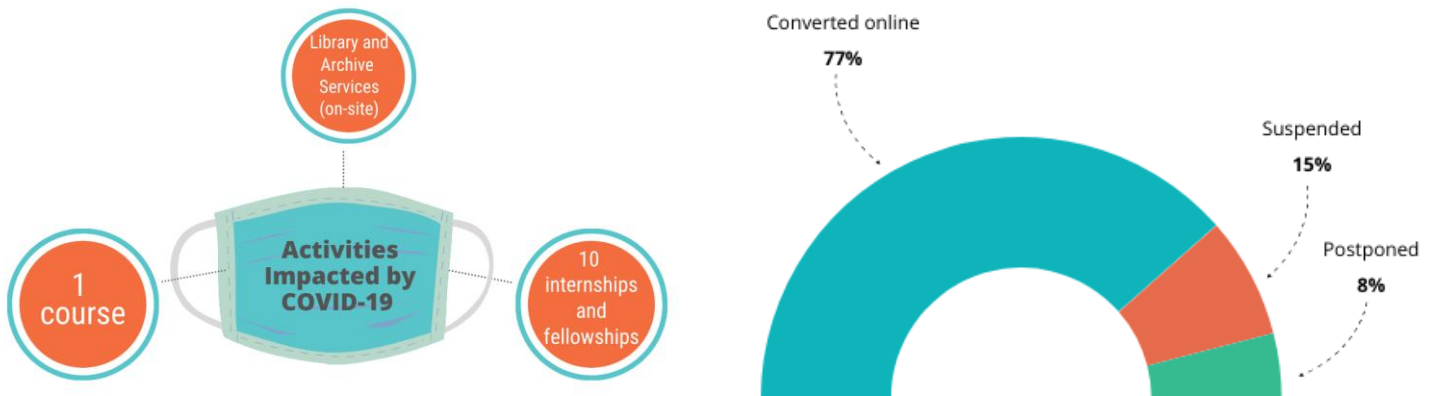 Library and
Archive
Services
(on-site)
Activities
Impacted by
COVID-19
1
course
10
internships
and
fellowships
Converted online
77%
Suspended
15%
Postponed
8%